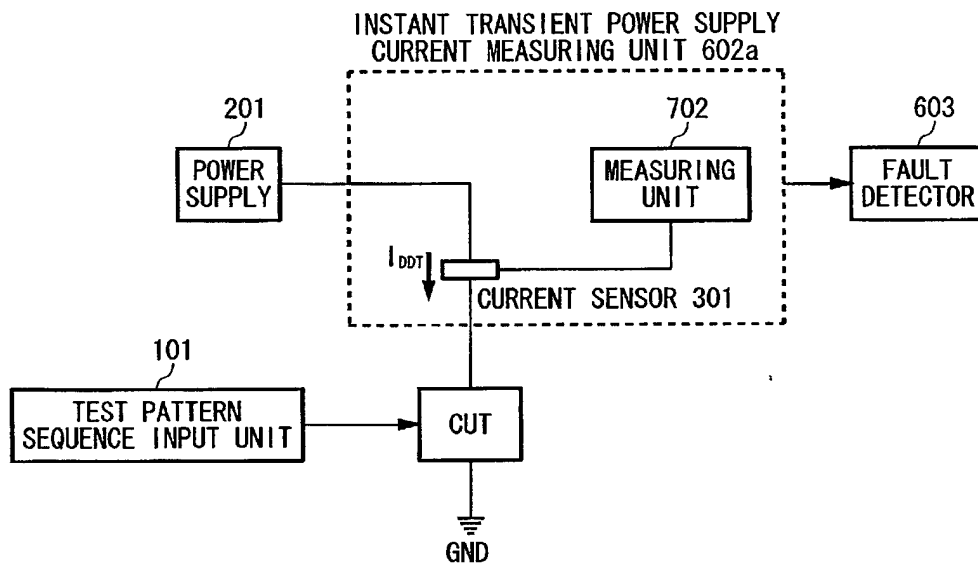 INSTANT TRANSIENT POWER SUPPLY
CURRENT MEASURING UNIT 602a
201
POWER
SUPPLY
702
MEASURING
UNIT
603
FAULT
DETECTOR
IDDT
CURRENT SENSOR 301
101
TEST PATTERN
SEQUENCE INPUT UNIT
CUT
GND